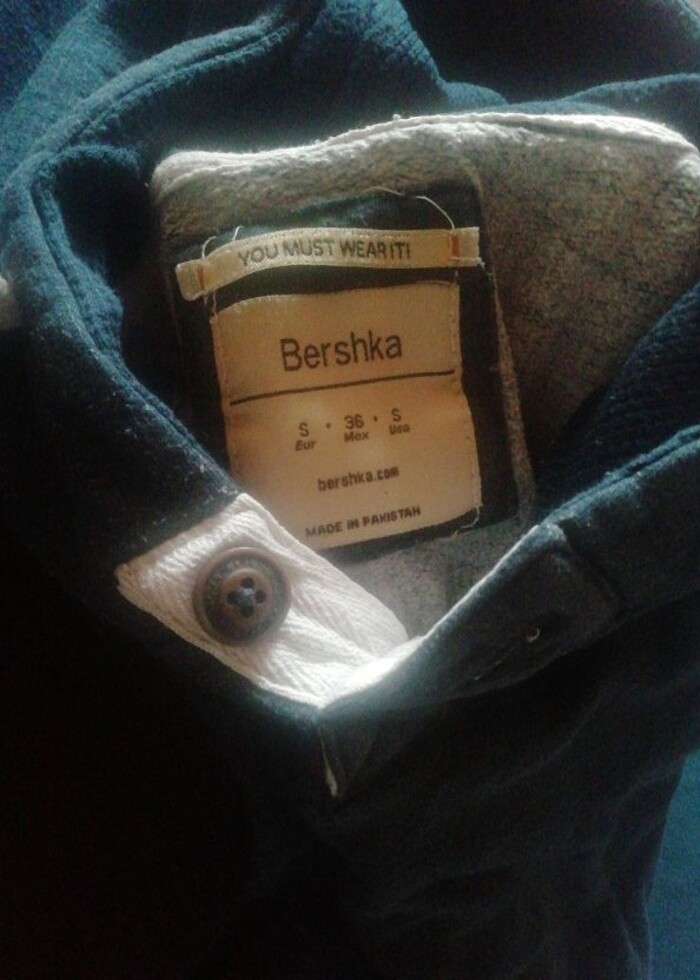 YOU MUST WEAR IT!
Bershka
S · 36 · S
Eur Mex Usa
bershka.com
MADE IN PAKISTAN